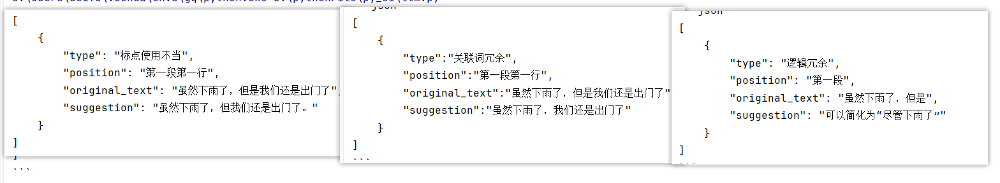 [
{
"type": "标点使用不当",
"position": "第一段第一行",
"original_text": "虽然下雨了，但是我们还是出门了",
"suggestion": "虽然下雨了，但我们还是出门了。"
}
]
]
```
json
[
{
"type":"关联词冗余",
"position":"第一段第一行",
"original_text":"虽然下雨了，但是我们还是出门了"
"suggestion":"虽然下雨了，我们还是出门了"
}
]
```
json
[
{
"type": "逻辑冗余",
"position": "第一段",
"original_text": "虽然下雨了，但是",
"suggestion": "可以简化为“尽管下雨了”"
}
]